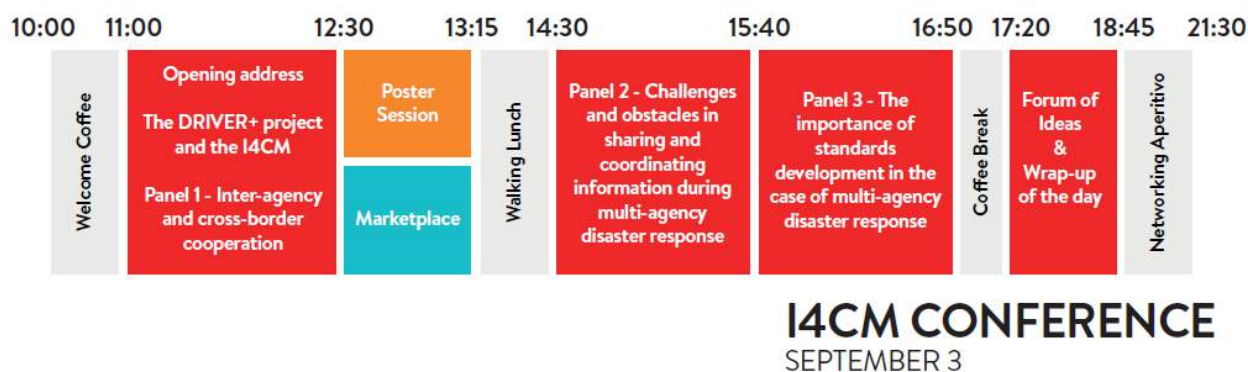 10:00 11:00 12:30 13:15 14:30 15:40 16:50 17:20 18:45 21:30
Welcome Coffee
Opening address
The DRIVER+ project
and the I4CM
Panel 1 - Inter-agency
and cross-border
cooperation
Poster
Session
Marketplace
Walking Lunch
Panel 2 - Challenges
and obstacles in
sharing and
coordinating
information during
multi-agency
disaster response
Panel 3 - The
importance of
standards
development in the
case of multi-agency
disaster response
Coffee Break
Forum of
Ideas
&
Wrap-up
of the day
Networking Aperitivo
I4CM CONFERENCE
SEPTEMBER 3